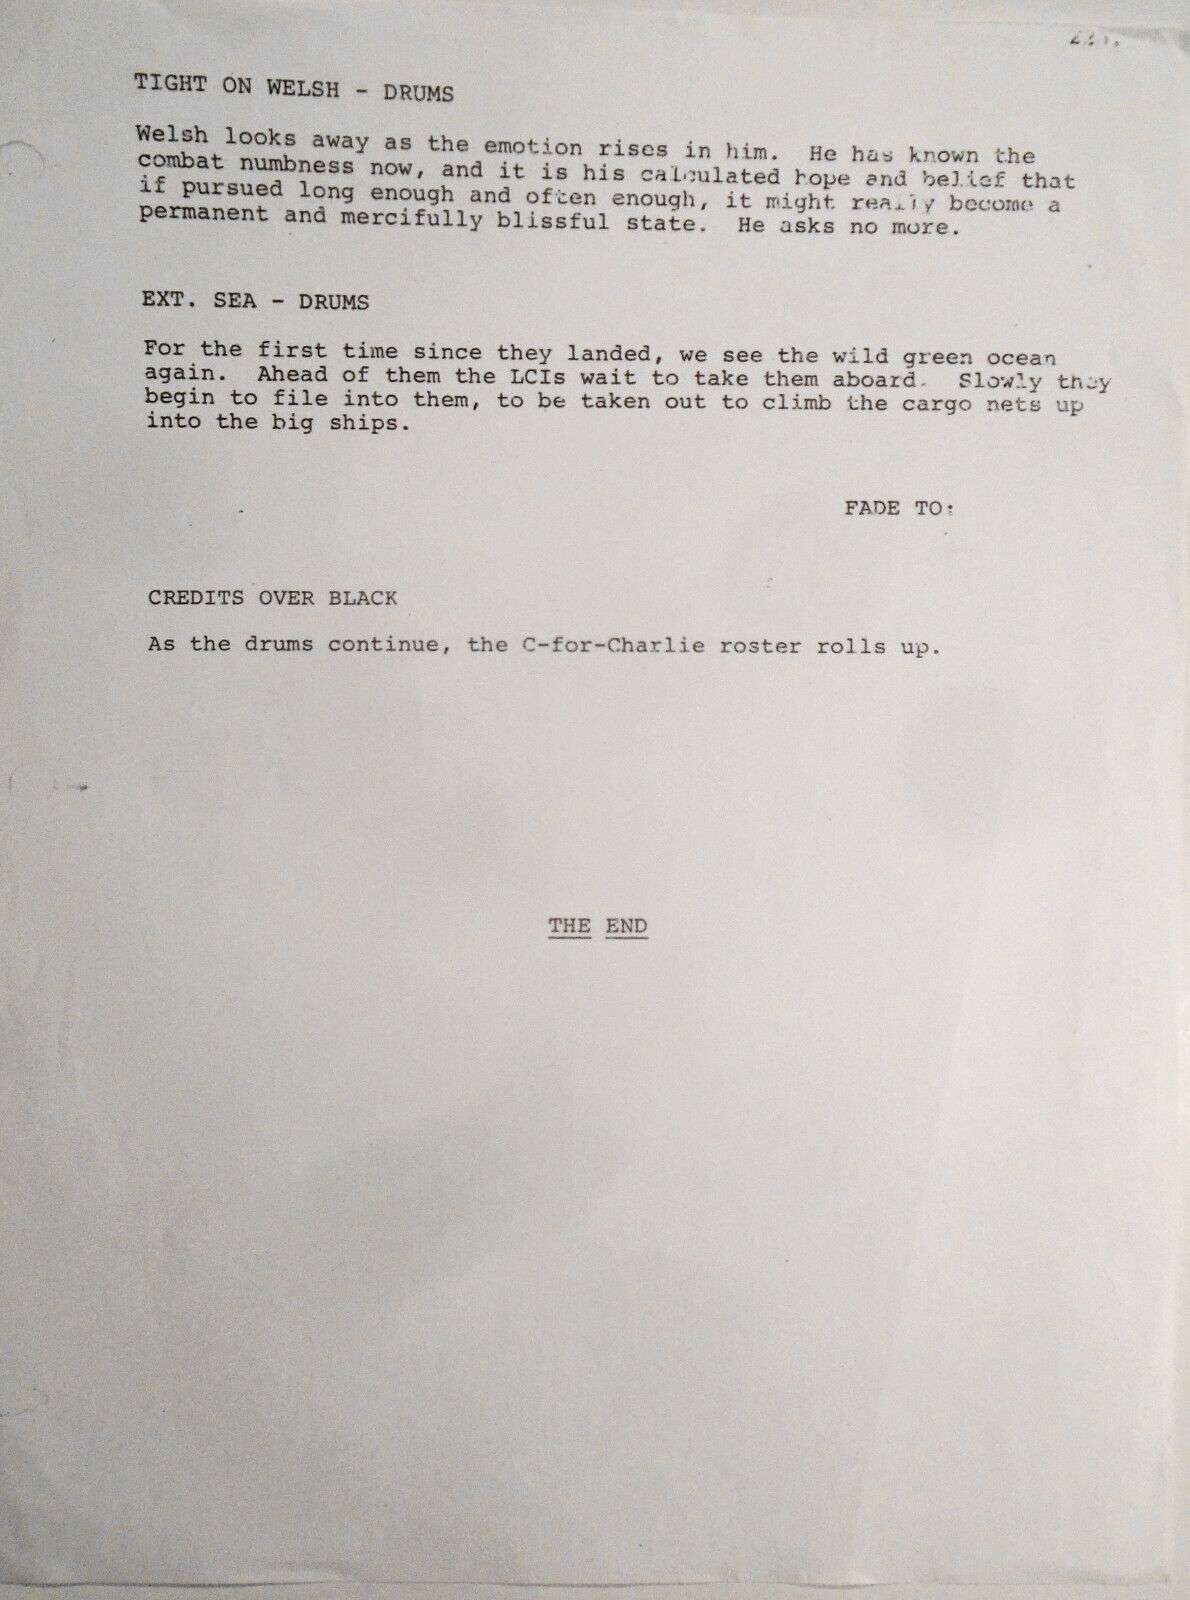 TIGHT ON WELSH - DRUMS
Welsh looks away as the emotion rises in him. He has known the
combat numbness now, and it is his calculated hope and belief that
if pursued long enough and often enough, it might really become a
permanent and mercifully blissful state. He asks no more.
EXT. SEA - DRUMS
For the first time since they landed, we see the wild green ocean
again. Ahead of them the LCIs wait to take them aboard. Slowly they
begin to file into them, to be taken out to climb the cargo nets up
into the big ships.
FADE TO:
CREDITS OVER BLACK
As the drums continue, the C-for-Charlie roster rolls up.
THE END